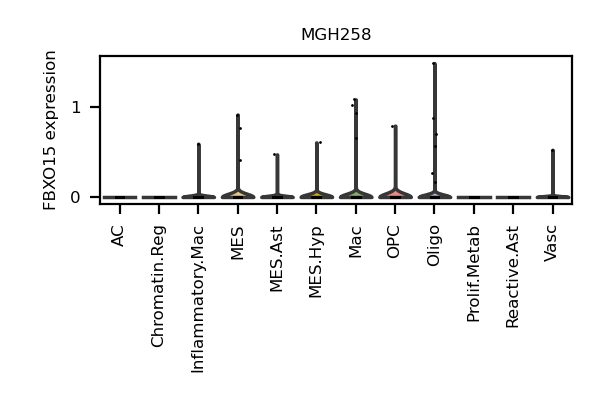 MGH258
FBXO15 expression
1
0
AC
Chromatin.Reg
Inflammatory.Mac
MES
MES.Ast
MES.Hyp
Mac
OPC
Oligo
Prolif.Metab
Reactive.Ast
Vasc